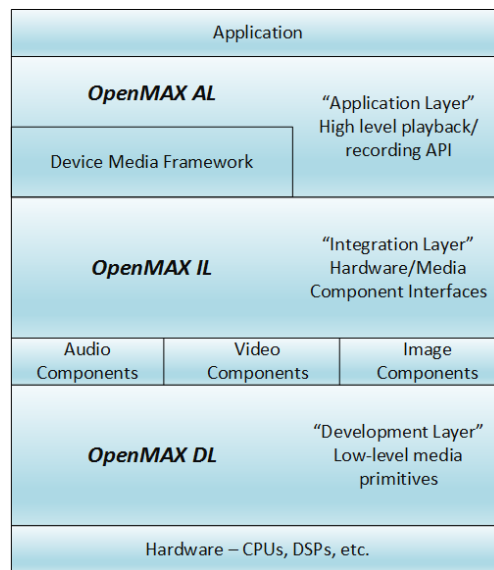 Application
OpenMAX AL
Device Media Framework
“Application Layer”
High level playback/
recording API
OpenMAX IL
“Integration Layer”
Hardware/Media
Component Interfaces
Audio
Components
Video
Components
Image
Components
OpenMAX DL
“Development Layer”
Low-level media
primitives
Hardware – CPUs, DSPs, etc.